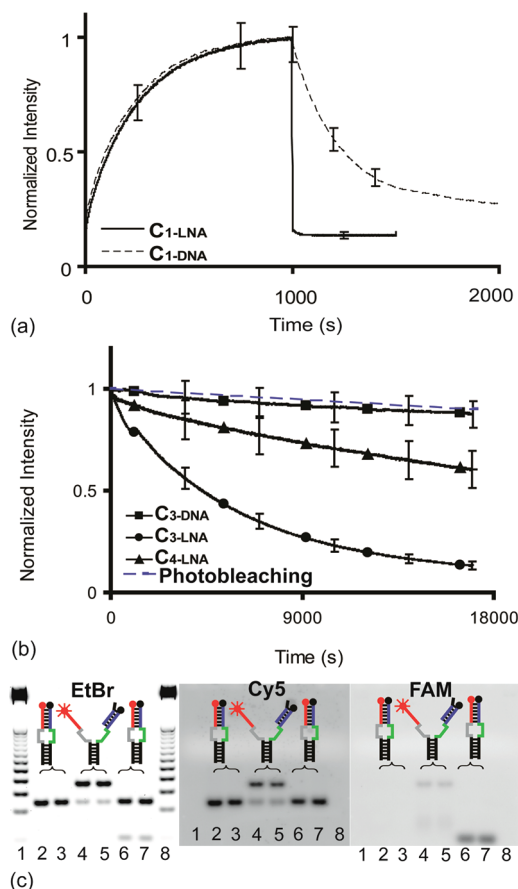 1
Normalized Intensity
0.5
C1-LNA
C1-DNA
0
0 1000 2000
Time (s)
(a)
1
Normalized Intensity
0.5
C3-DNA
C3-LNA
C4-LNA
Photobleaching
0
0 9000 18000
Time (s)
(b)
EtBr Cy5 FAM
1 2 3 4 5 6 7 8 1 2 3 4 5 6 7 8 1 2 3 4 5 6 7 8
(c)